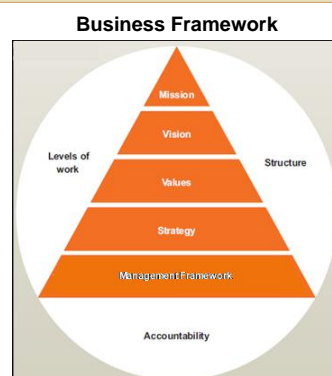 Business Framework
Mission
Vision
Levels of
work
Structure
Values
Strategy
Management Framework
Accountability